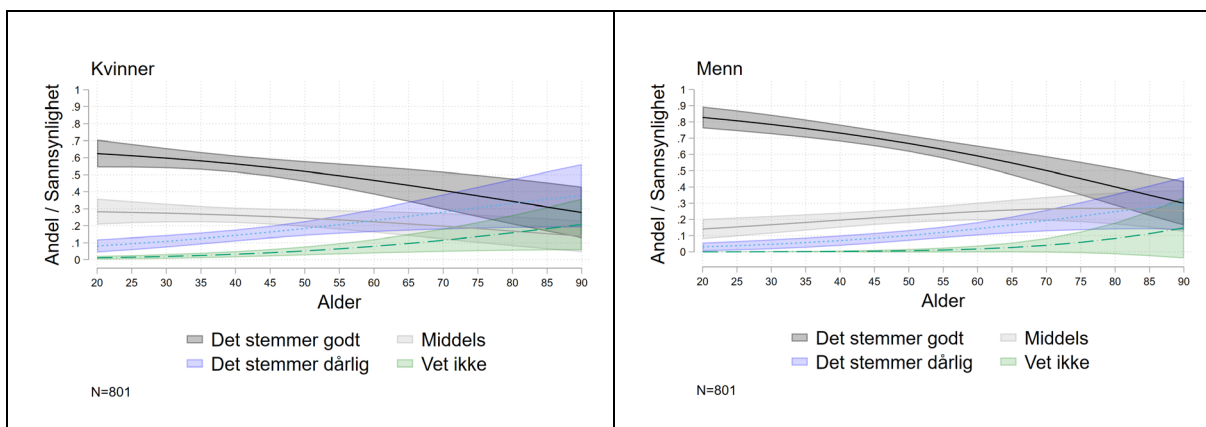 Kvinner
Andel / Sannsynlighet
1
.9
.8
.7
.6
.5
.4
.3
.2
.1
0
20 25 30 35 40 45 50 55 60 65 70 75 80 85 90
Alder
Det stemmer godt Middels
Det stemmer dårlig Vet ikke
N=801
Menn
Andel / Sannsynlighet
1
.9
.8
.7
.6
.5
.4
.3
.2
.1
0
20 25 30 35 40 45 50 55 60 65 70 75 80 85 90
Alder
Det stemmer godt Middels
Det stemmer dårlig Vet ikke
N=801